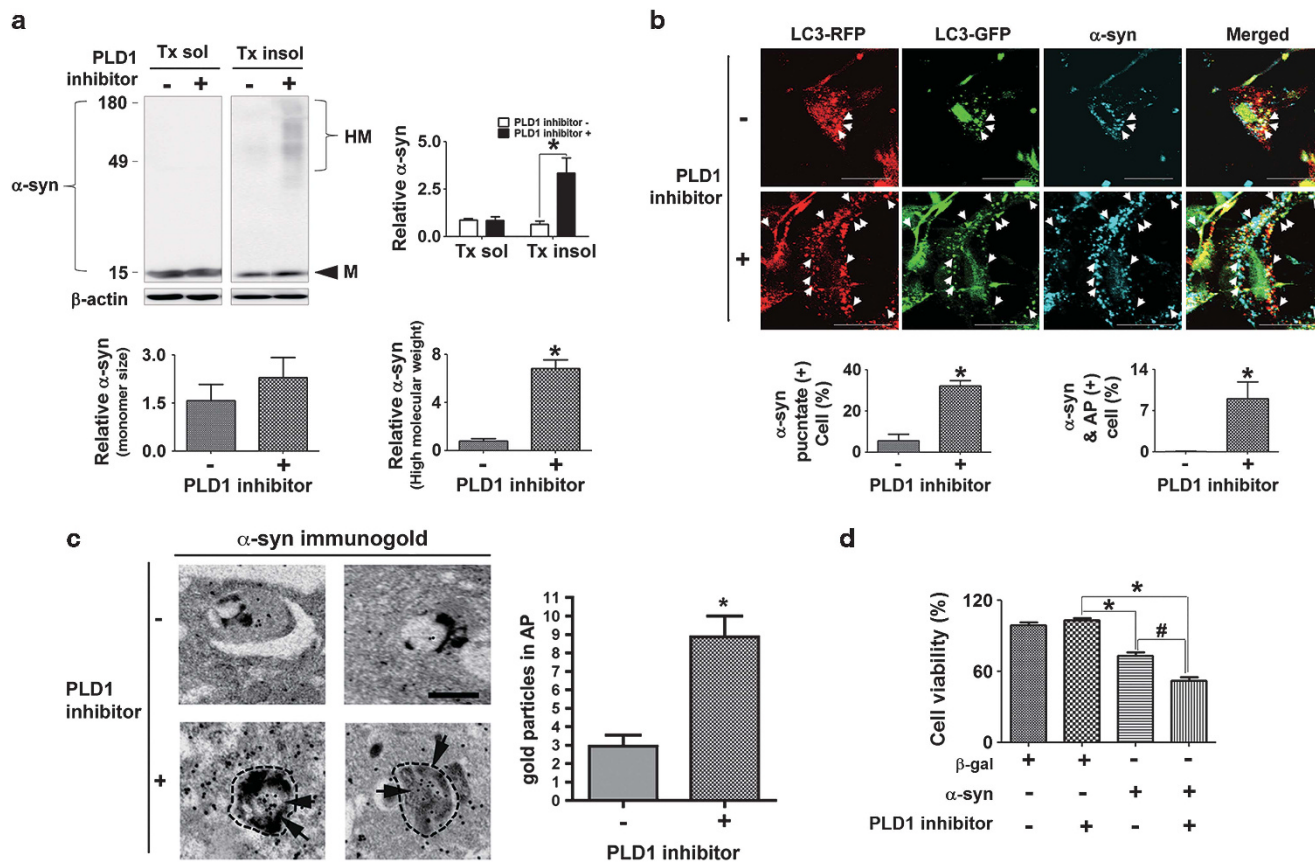 a
PLD1
inhibitor
Tx sol
Tx insol
- + - +
180
49
15
α-syn
HM
M
β-actin
PLD1 inhibitor -
PLD1 inhibitor +
Relative α-syn
5.0
2.5
0.0
*
Tx sol
Tx insol
Relative α-syn
(monomer size)
3.0
1.5
0.0
- +
PLD1 inhibitor
Relative α-syn
(High molecular weight)
8
4
0
*
- +
PLD1 inhibitor
b
LC3-RFP
LC3-GFP
α-syn
Merged
-
PLD1
inhibitor
+
α-syn
pucntate (+)
Cell (%)
40
20
0
*
- +
PLD1 inhibitor
α-syn
& AP (+)
cell (%)
14
7
0
*
- +
PLD1 inhibitor
c
α-syn immunogold
-
PLD1
inhibitor
+
gold particles in AP
11
10
9
8
7
6
5
4
3
2
1
0
*
- +
PLD1 inhibitor
d
Cell viability (%)
120
60
0
*
*
#
β-gal + + - -
α-syn - - + +
PLD1 inhibitor - + - +